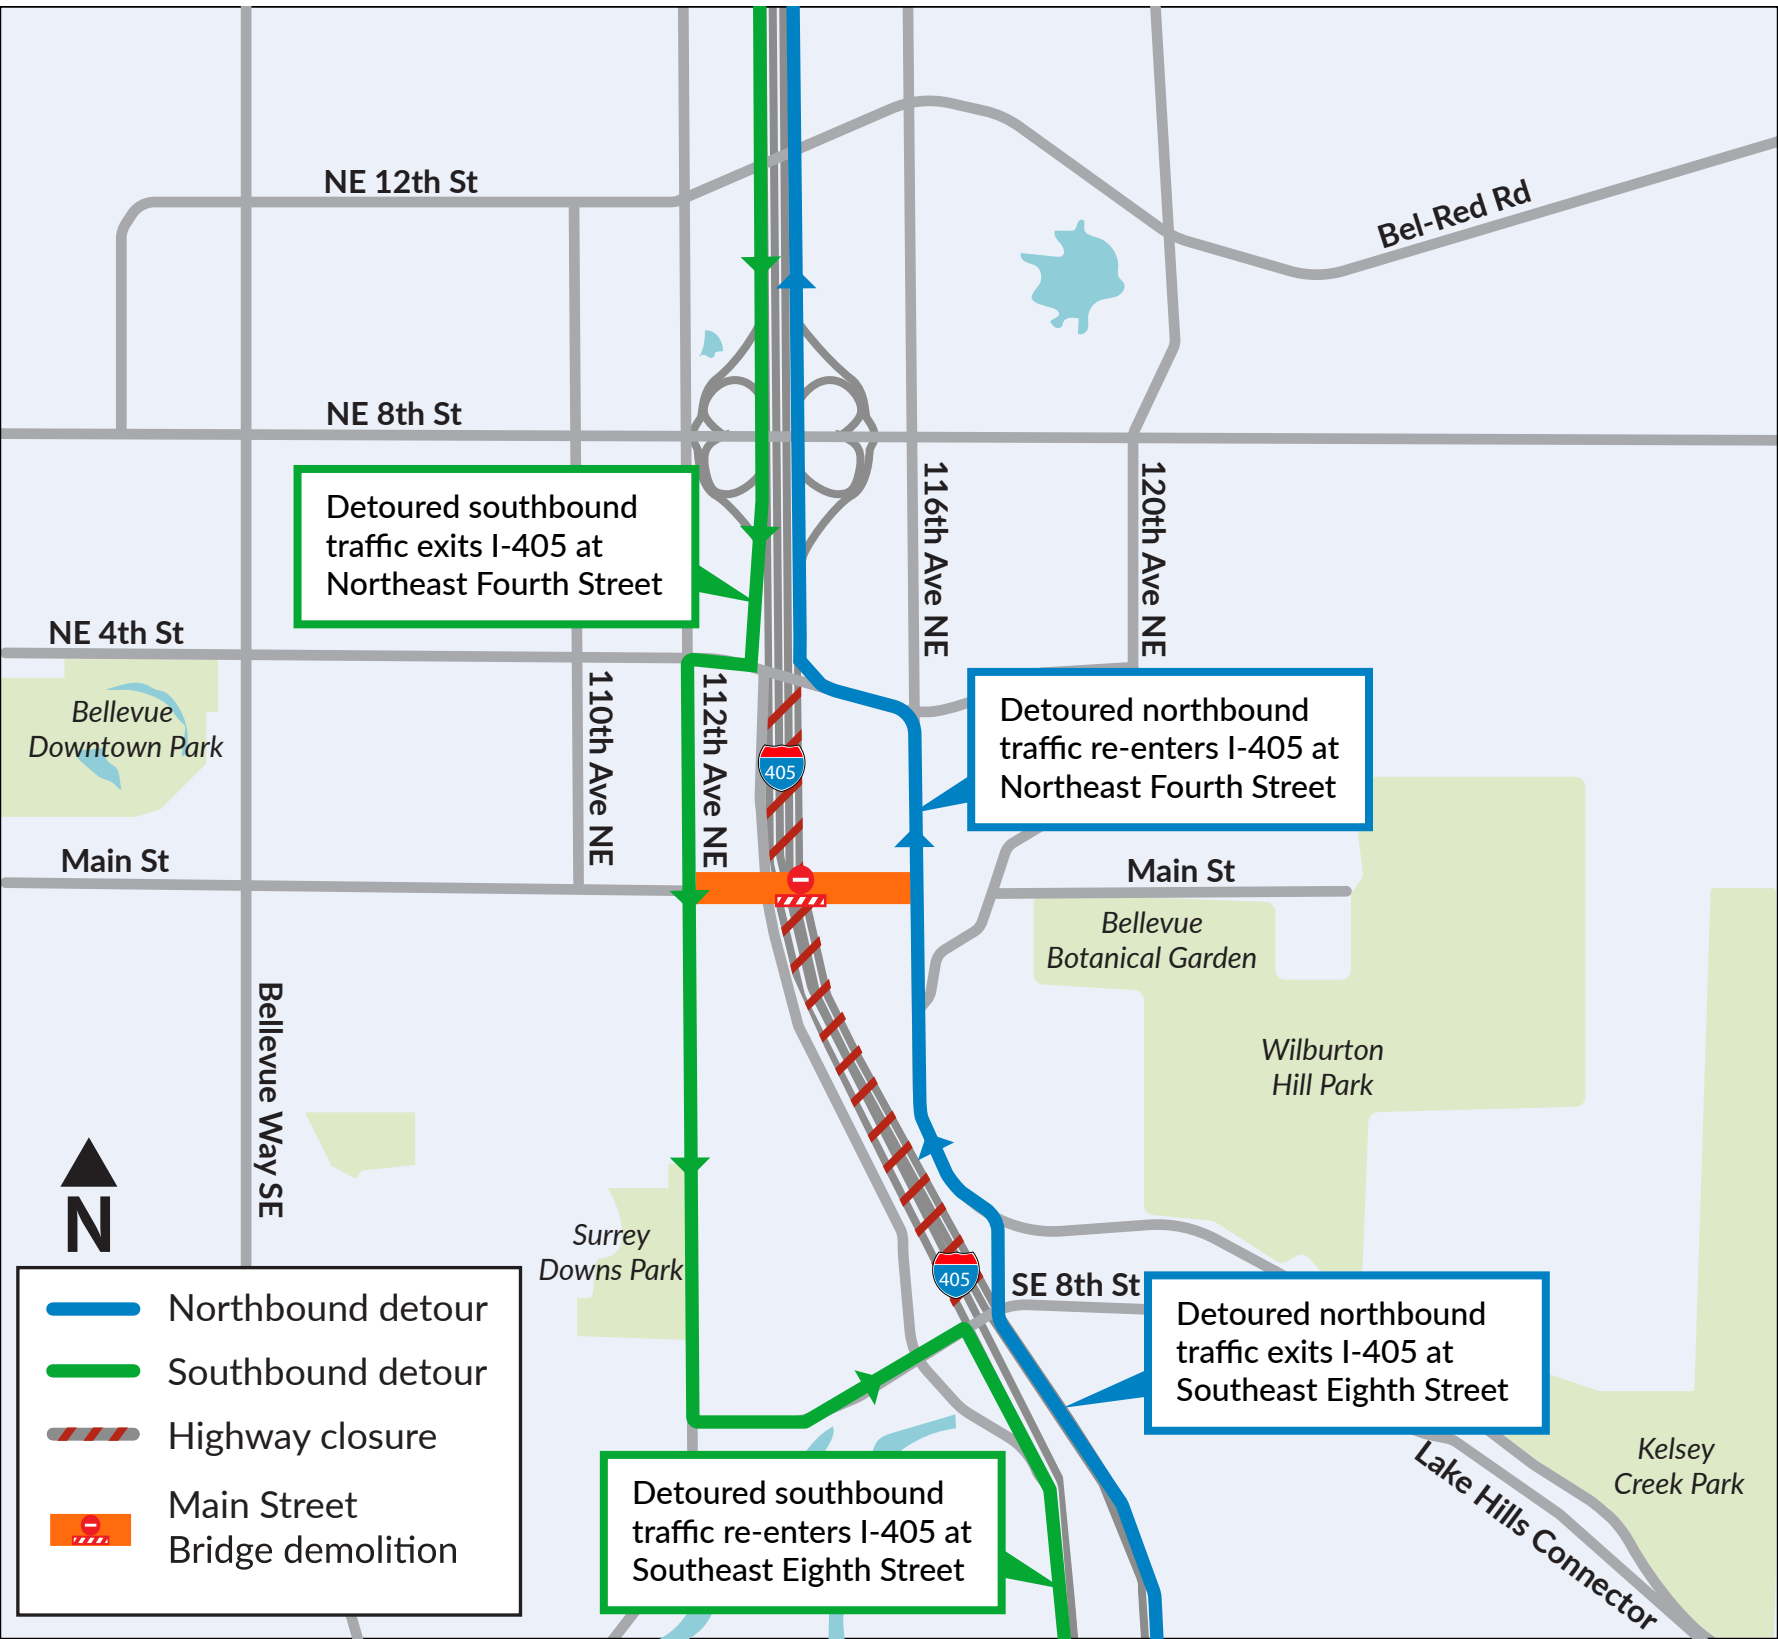 NE 12th St
Bel-Red Rd
NE 8th St
116th Ave NE
120th Ave NE
Detoured southbound
traffic exits I-405 at
Northeast Fourth Street
NE 4th St
110th Ave NE
112th Ave NE
Bellevue
Downtown Park
405
Detoured northbound
traffic re-enters I-405 at
Northeast Fourth Street
Main St
Main St
Bellevue
Botanical Garden
Wilburton
Hill Park
Bellevue Way SE
N
Surrey
Downs Park
405
SE 8th St
Detoured northbound
traffic exits I-405 at
Southeast Eighth Street
Northbound detour
Southbound detour
Highway closure
Main Street
Bridge demolition
Detoured southbound
traffic re-enters I-405 at
Southeast Eighth Street
Lake Hills Connector
Kelsey
Creek Park